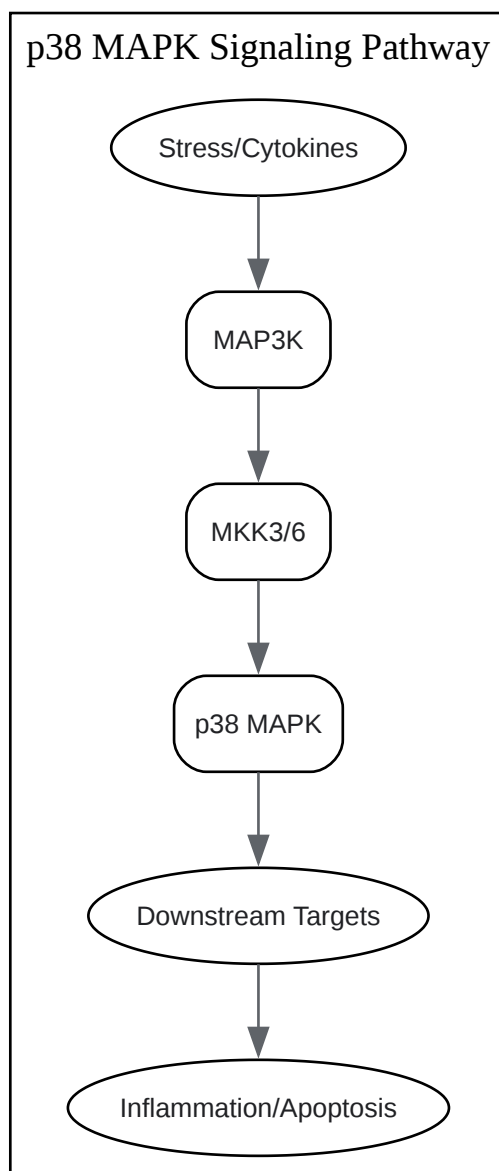 p38 MAPK Signaling Pathway
Stress/Cytokines
MAP3K
MKK3/6
p38 MAPK
Downstream Targets
Inflammation/Apoptosis